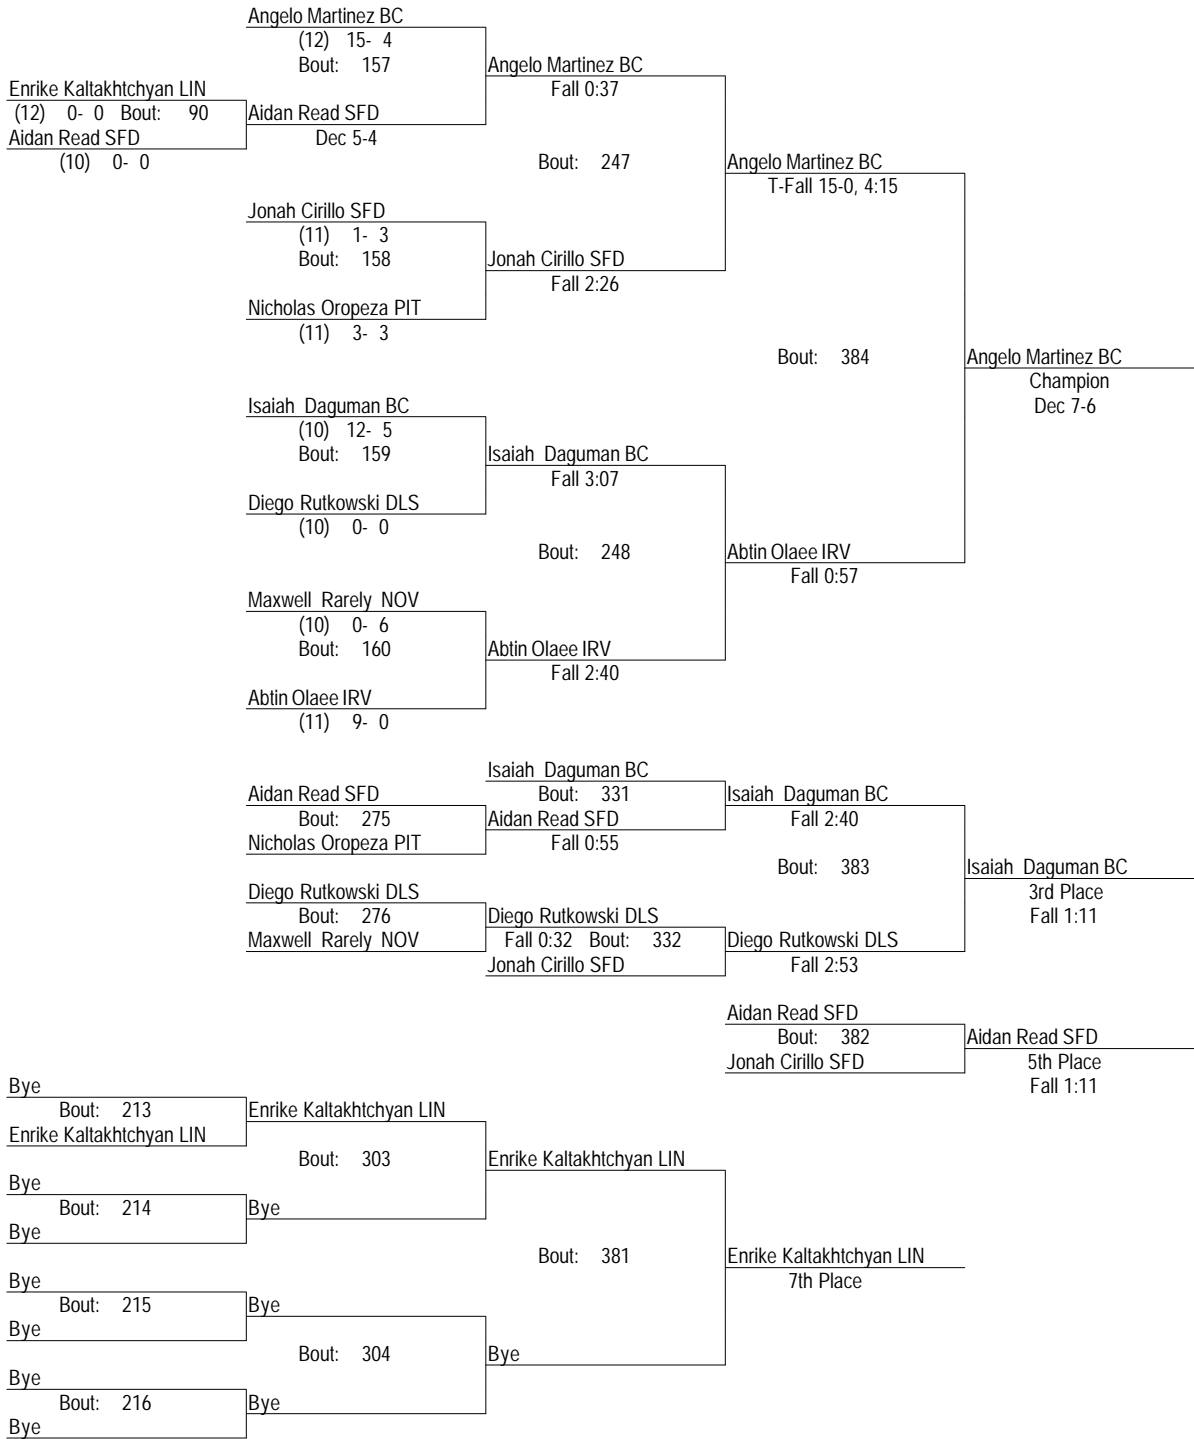 Angelo Martinez BC
(12) 15- 4
Bout: 157
Angelo Martinez BC
Fall 0:37
Enrike Kaltakhtchyan LIN
(12) 0- 0 Bout: 90
Aidan Read SFD
(10) 0- 0
Aidan Read SFD
Dec 5-4
Bout: 247
Angelo Martinez BC
T-Fall 15-0, 4:15
Jonah Cirillo SFD
(11) 1- 3
Bout: 158
Jonah Cirillo SFD
Fall 2:26
Nicholas Oropeza PIT
(11) 3- 3
Bout: 384
Angelo Martinez BC
Champion
Dec 7-6
Isaiah Daguman BC
(10) 12- 5
Bout: 159
Isaiah Daguman BC
Fall 3:07
Diego Rutkowski DLS
(10) 0- 0
Bout: 248
Abtin Olaee IRV
Fall 0:57
Maxwell Rarely NOV
(10) 0- 6
Bout: 160
Abtin Olaee IRV
Fall 2:40
Abtin Olaee IRV
(11) 9- 0
Isaiah Daguman BC
Bout: 331
Isaiah Daguman BC
Fall 2:40
Aidan Read SFD
Bout: 275
Nicholas Oropeza PIT
Aidan Read SFD
Fall 0:55
Bout: 383
Isaiah Daguman BC
3rd Place
Fall 1:11
Diego Rutkowski DLS
Bout: 276
Maxwell Rarely NOV
Diego Rutkowski DLS
Fall 0:32 Bout: 332
Jonah Cirillo SFD
Diego Rutkowski DLS
Fall 2:53
Aidan Read SFD
Bout: 382
Jonah Cirillo SFD
Aidan Read SFD
5th Place
Fall 1:11
Bye
Bout: 213
Enrike Kaltakhtchyan LIN
Enrike Kaltakhtchyan LIN
Bout: 303
Enrike Kaltakhtchyan LIN
Bye
Bout: 214
Bye
Bye
Bout: 381
Enrike Kaltakhtchyan LIN
7th Place
Bye
Bout: 215
Bye
Bye
Bout: 304
Bye
Bye
Bout: 216
Bye
Bye